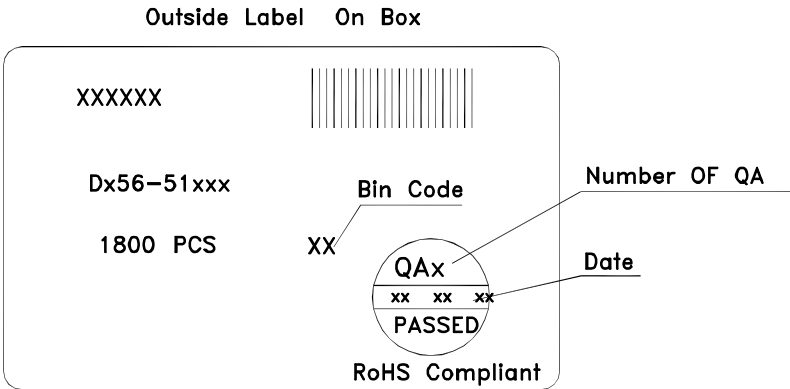 Outside Label On Box
XXXXXX
Dx56-51xxx
Bin Code
Number OF QA
1800 PCS
XX
QAx
Date
xx xx xx
PASSED
RoHS Compliant